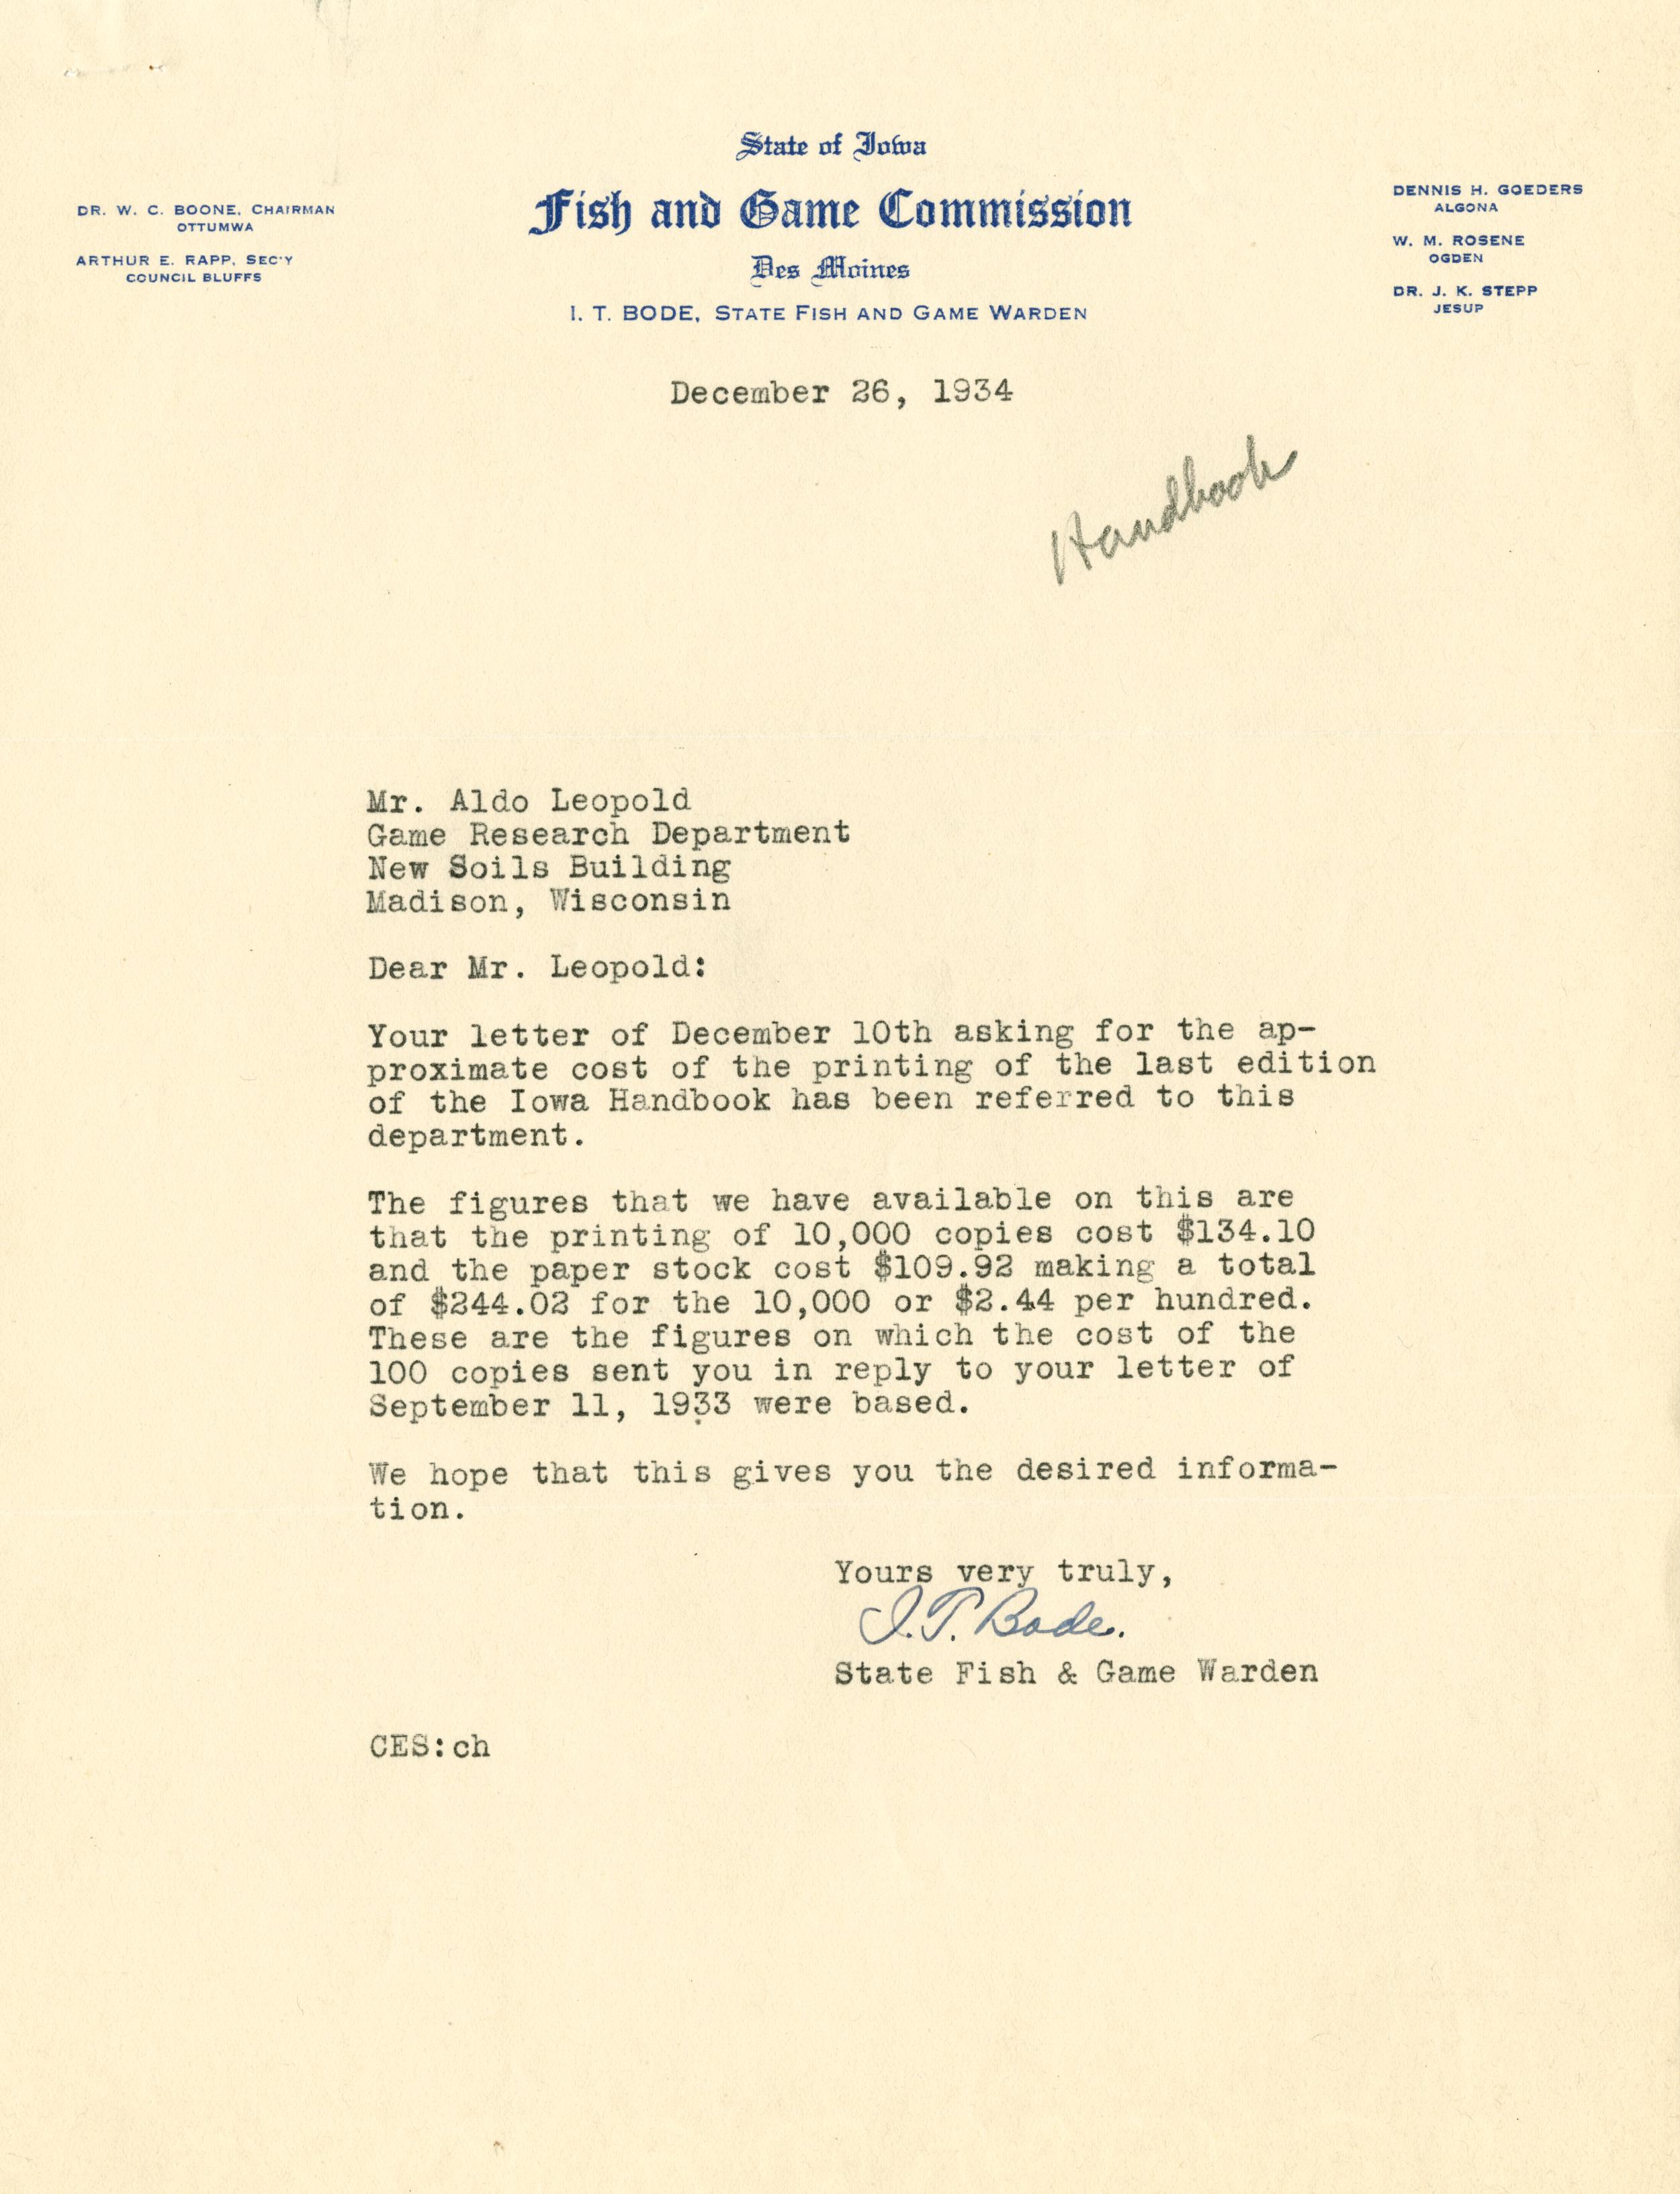 State of Iowa
Fish and Game Commission
Des Moines
I. T. BODE, STATE FISH AND GAME WARDEN
DR. W. C. BOONE, CHAIRMAN
OTTUMWA
ARTHUR E. RAPP, SEC'Y
COUNCIL BLUFFS
DENNIS H. GOEDERS
ALGONA
W. M. ROSENE
OGDEN
DR. J. K. STEPP
JESUP
December 26, 1934
Handbook
Mr. Aldo Leopold
Game Research Department
New Soils Building
Madison, Wisconsin
Dear Mr. Leopold:
Your letter of December 10th asking for the ap-
proximate cost of the printing of the last edition
of the Iowa Handbook has been referred to this
department.
The figures that we have available on this are
that the printing of 10,000 copies cost $134.10
and the paper stock cost $109.92 making a total
of $244.02 for the 10,000 or $2.44 per hundred.
These are the figures on which the cost of the
100 copies sent you in reply to your letter of
September 11, 1933 were based.
We hope that this gives you the desired informa-
tion.
Yours very truly,
I. T. Bode.
State Fish & Game Warden
CES:ch